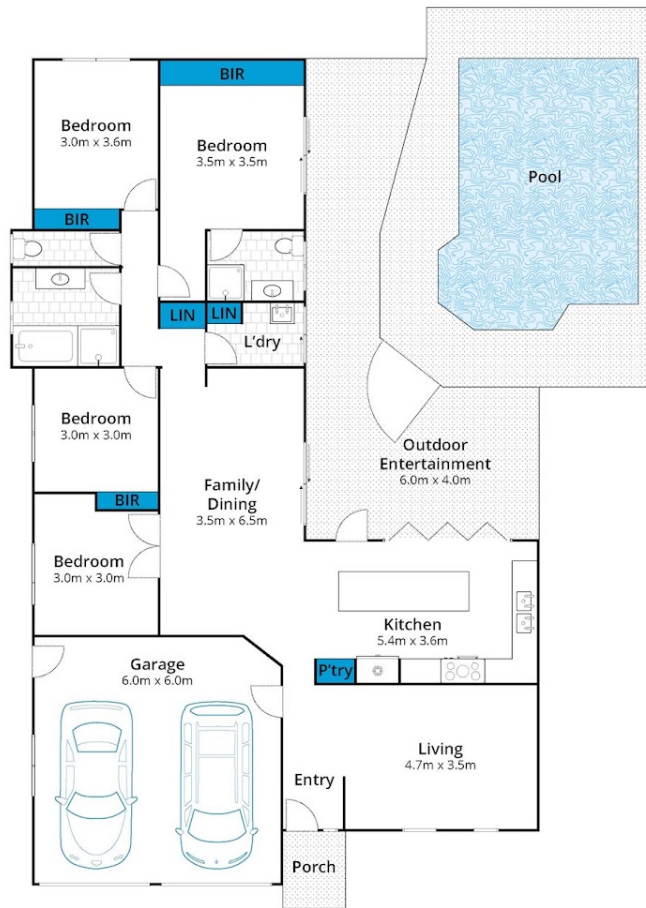 BIR
Bedroom
3.0m x 3.6m
Bedroom
3.5m x 3.5m
Pool
BIR
LIN
LIN
L'dry
Bedroom
3.0m x 3.0m
Family/
Dining
3.5m x 6.5m
Outdoor
Entertainment
6.0m x 4.0m
BIR
Bedroom
3.0m x 3.0m
Kitchen
5.4m x 3.6m
Garage
6.0m x 6.0m
P'try
Living
4.7m x 3.5m
Entry
Porch